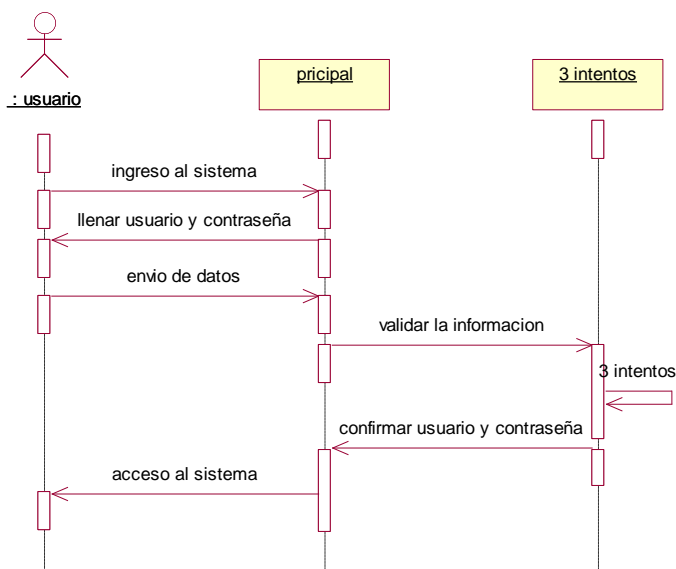 : usuario
pricipal
3 intentos
ingreso al sistema
llenar usuario y contraseña
envio de datos
validar la informacion
3 intentos
confirmar usuario y contraseña
acceso al sistema